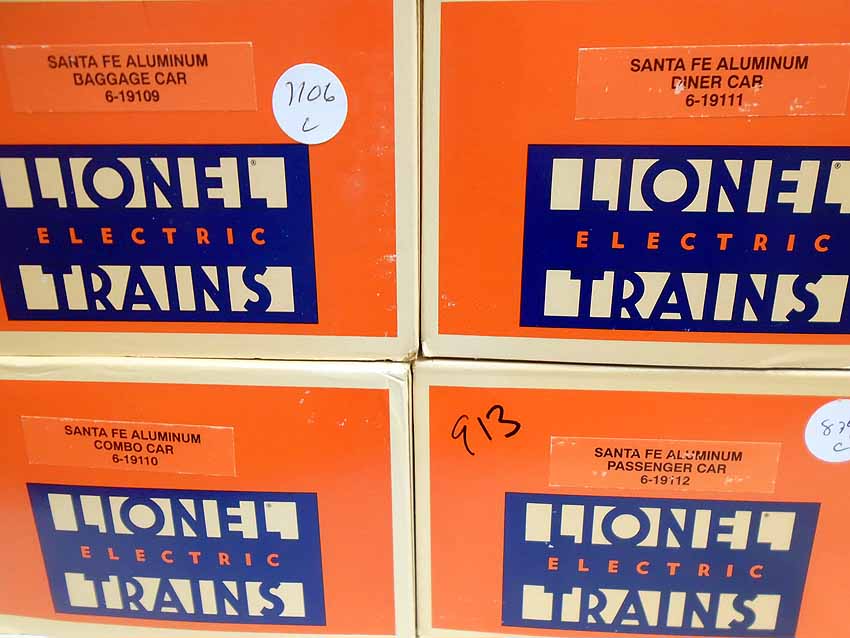 SANTA FE ALUMINUM
BAGGAGE CAR
6-19109
1106
C
LIONEL®
ELECTRIC
TRAINS
SANTA FE ALUMINUM
DINER CAR
6-19111
LIONEL®
ELECTRIC
TRAINS
SANTA FE ALUMINUM
COMBO CAR
6-19110
LIONEL®
ELECTRIC
TRAINS
913
SANTA FE ALUMINUM
PASSENGER CAR
6-19112
C
LIONEL®
ELECTRIC
TRAINS